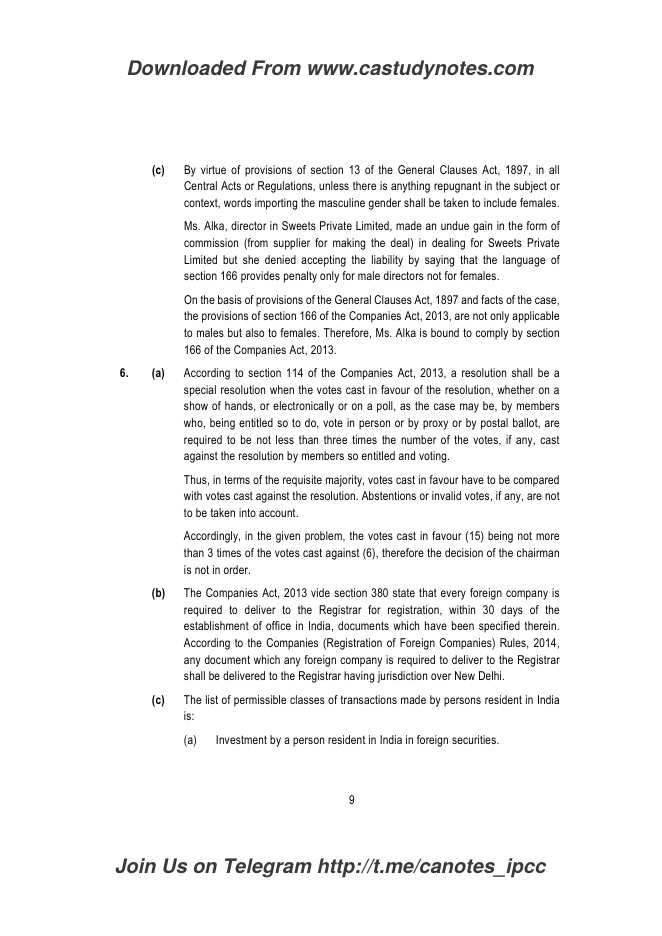 Downloaded From www.castudynotes.com
(c) By virtue of provisions of section 13 of the General Clauses Act, 1897, in all
Central Acts or Regulations, unless there is anything repugnant in the subject or
context, words importing the masculine gender shall be taken to include females.
Ms. Alka, director in Sweets Private Limited, made an undue gain in the form of
commission (from supplier for making the deal) in dealing for Sweets Private
Limited but she denied accepting the liability by saying that the language of
section 166 provides penalty only for male directors not for females.
On the basis of provisions of the General Clauses Act, 1897 and facts of the case,
the provisions of section 166 of the Companies Act, 2013, are not only applicable
to males but also to females. Therefore, Ms. Alka is bound to comply by section
166 of the Companies Act, 2013.
6. (a) According to section 114 of the Companies Act, 2013, a resolution shall be a
special resolution when the votes cast in favour of the resolution, whether on a
show of hands, or electronically or on a poll, as the case may be, by members
who, being entitled so to do, vote in person or by proxy or by postal ballot, are
required to be not less than three times the number of the votes, if any, cast
against the resolution by members so entitled and voting.
Thus, in terms of the requisite majority, votes cast in favour have to be compared
with votes cast against the resolution. Abstentions or invalid votes, if any, are not
to be taken into account.
Accordingly, in the given problem, the votes cast in favour (15) being not more
than 3 times of the votes cast against (6), therefore the decision of the chairman
is not in order.
(b) The Companies Act, 2013 vide section 380 state that every foreign company is
required to deliver to the Registrar for registration, within 30 days of the
establishment of office in India, documents which have been specified therein.
According to the Companies (Registration of Foreign Companies) Rules, 2014,
any document which any foreign company is required to deliver to the Registrar
shall be delivered to the Registrar having jurisdiction over New Delhi.
(c) The list of permissible classes of transactions made by persons resident in India
is:
(a) Investment by a person resident in India in foreign securities.
9
Join Us on Telegram http://t.me/canotes_ipcc